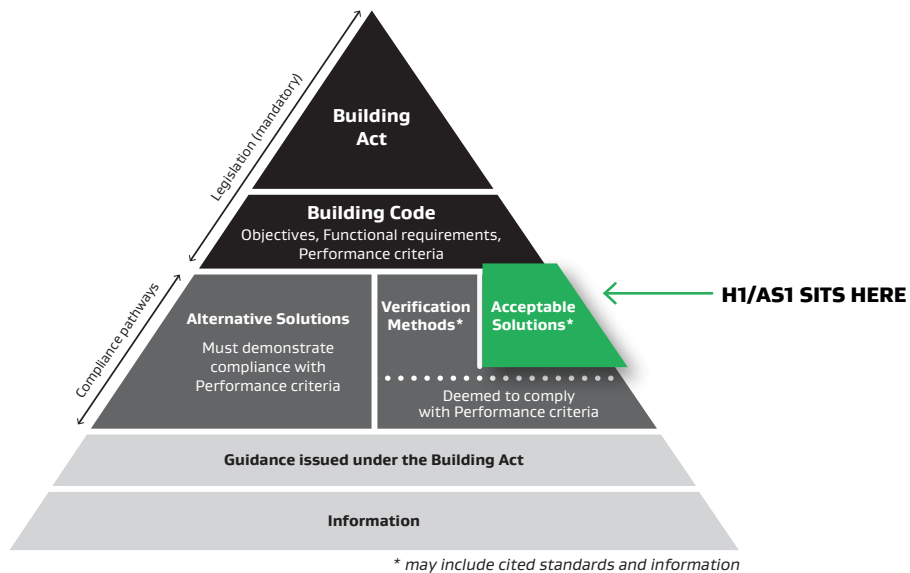 Building
Act
Legislation (mandatory)
Building Code
Objectives, Functional requirements,
Performance criteria
Compliance pathways
Alternative Solutions
Must demonstrate
compliance with
Performance criteria
Verification
Methods*
Acceptable
Solutions*
H1/AS1 SITS HERE
Deemed to comply
with Performance criteria
Guidance issued under the Building Act
Information
* may include cited standards and information